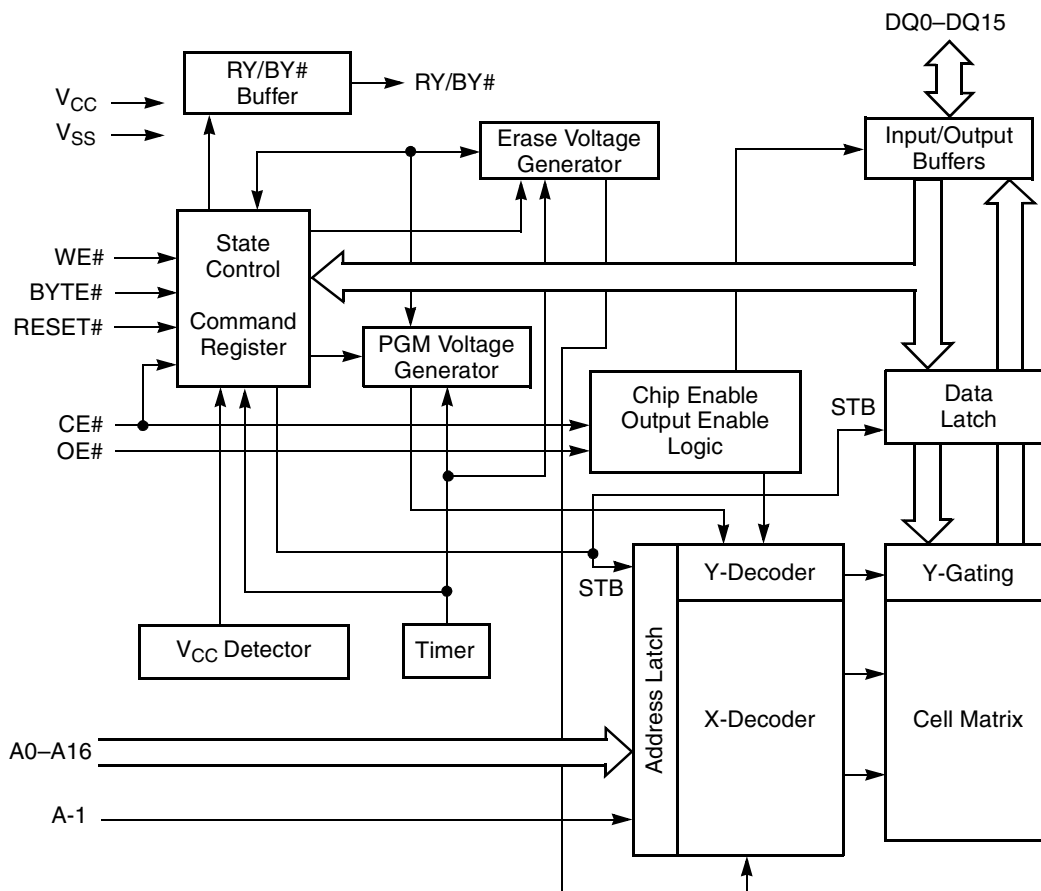 DQ0–DQ15
RY/BY#
Buffer
RY/BY#
VCC
VSS
Erase Voltage
Generator
Input/Output
Buffers
State
Control
Command
Register
WE#
BYTE#
RESET#
PGM Voltage
Generator
Chip Enable
Output Enable
Logic
STB
Data
Latch
CE#
OE#
STB
Y-Decoder
Y-Gating
VCC Detector
Timer
Address Latch
X-Decoder
Cell Matrix
A0–A16
A-1